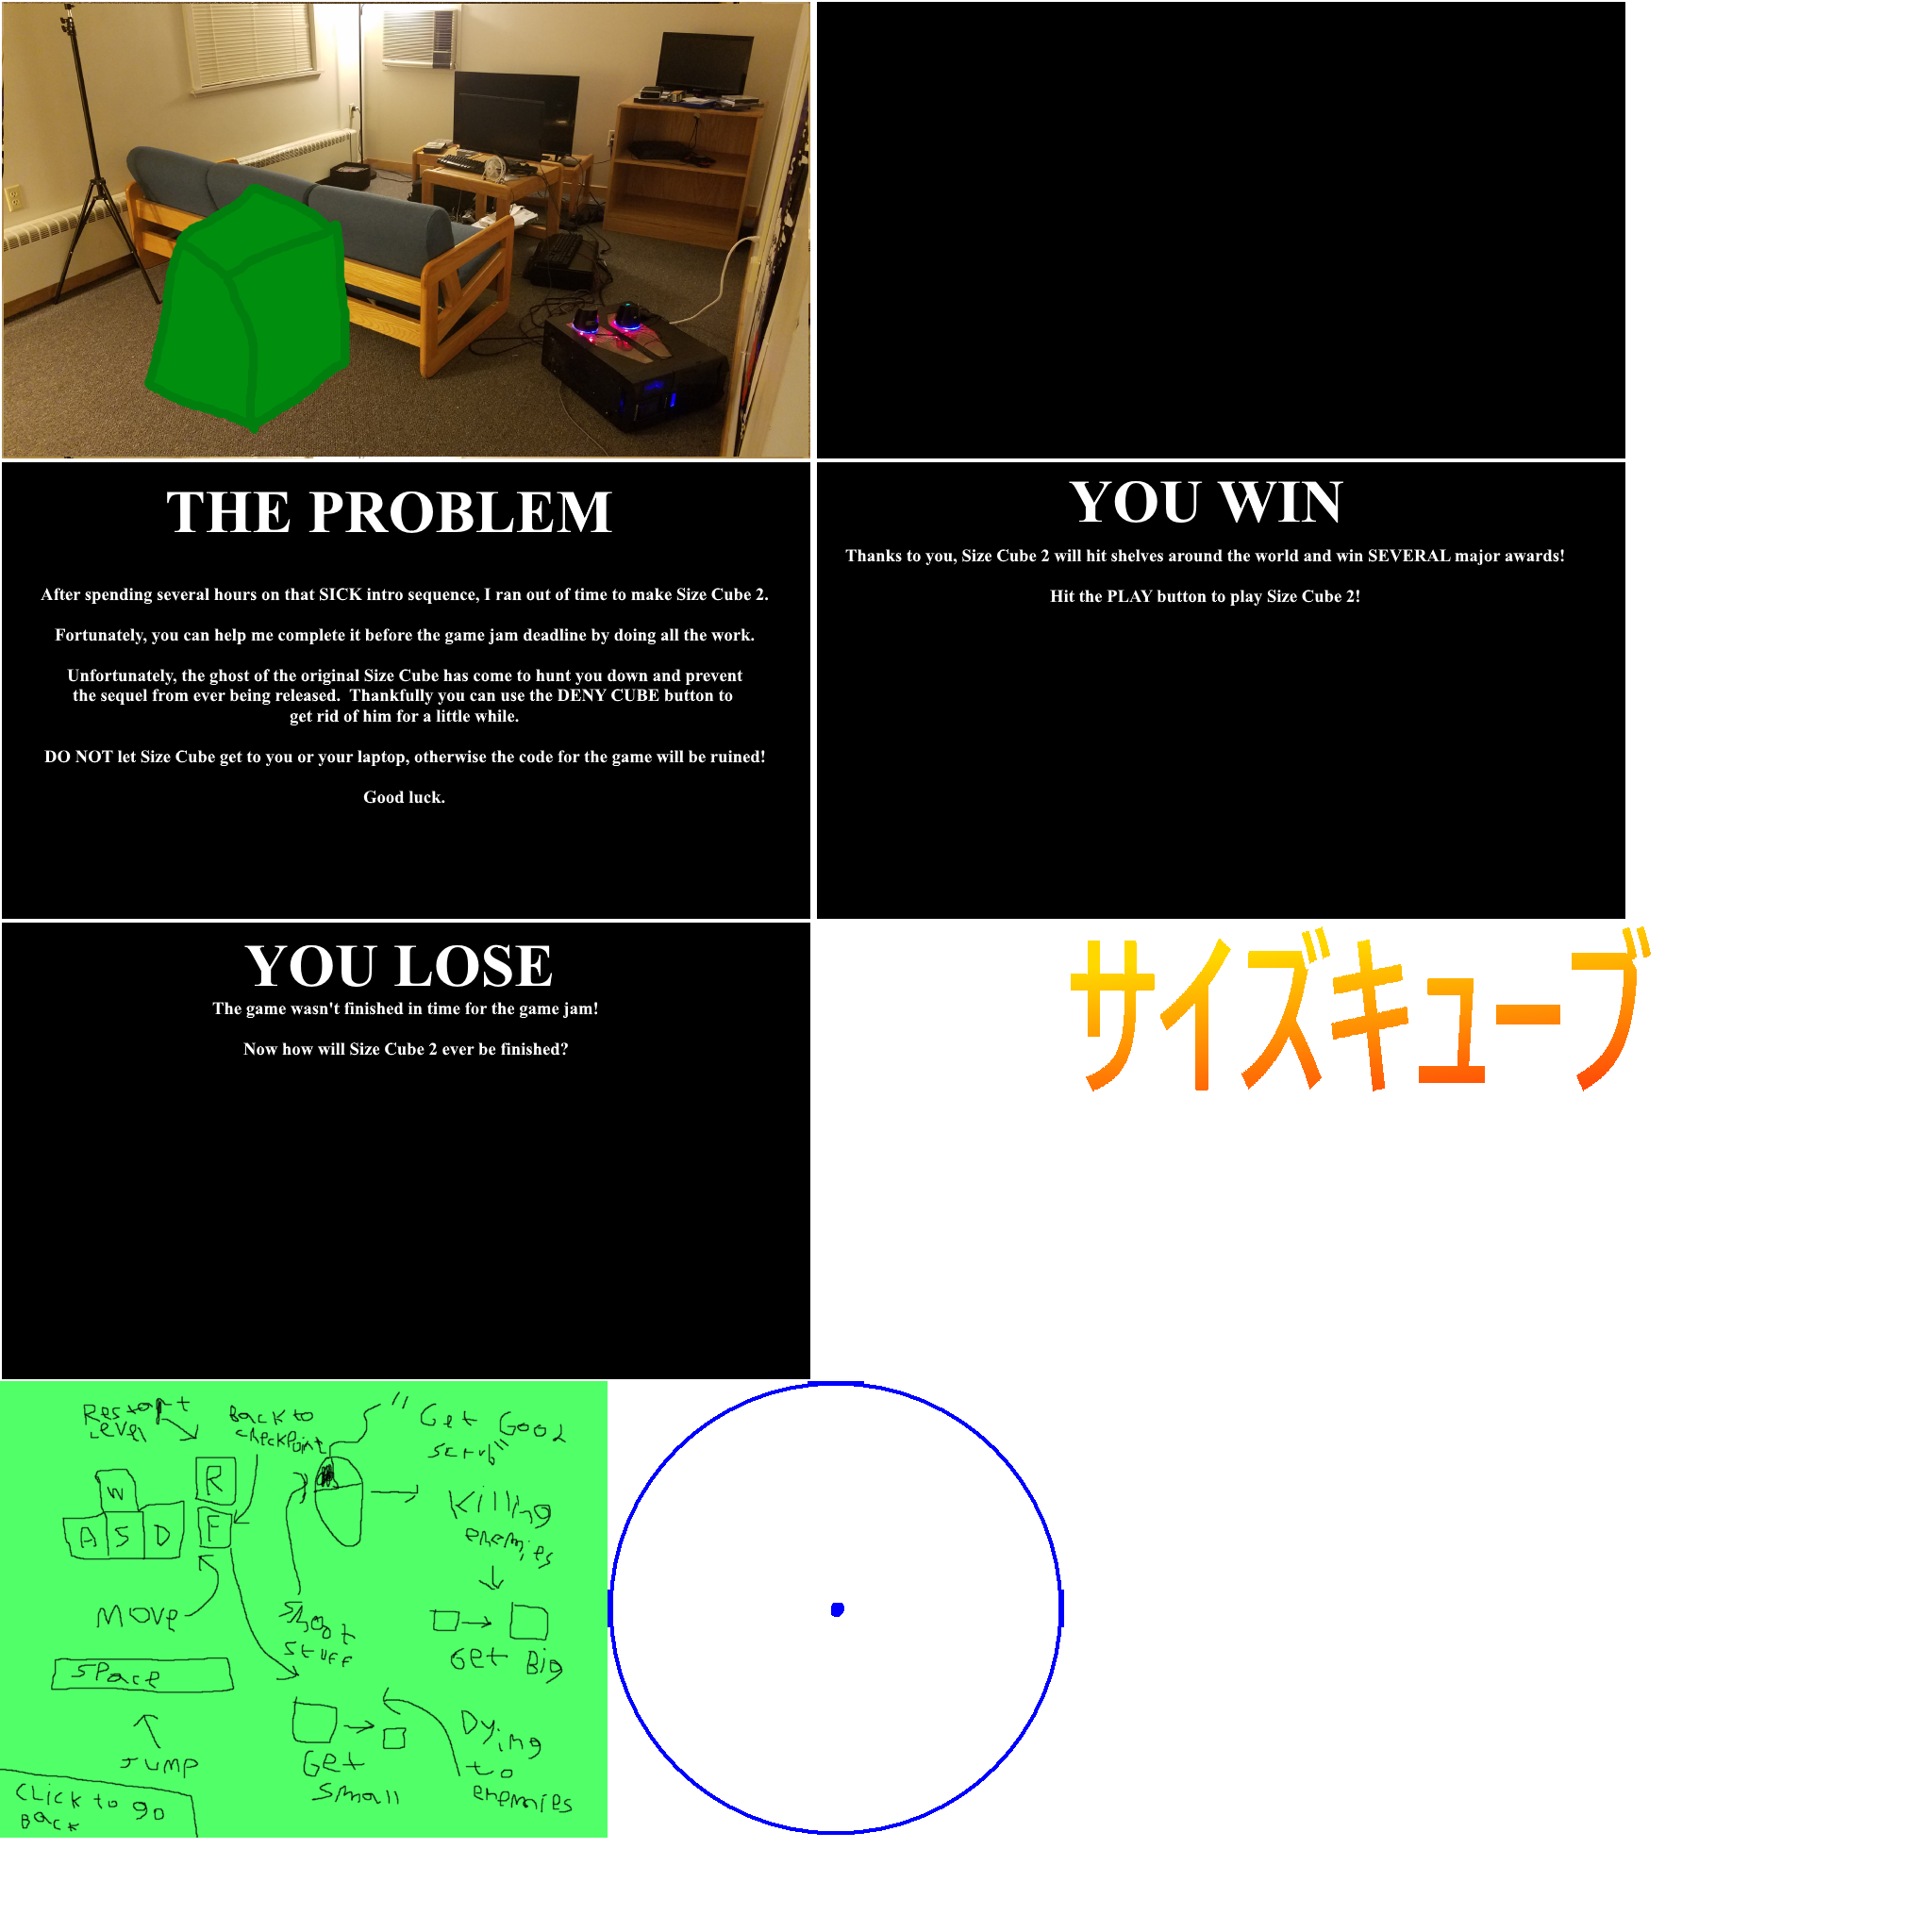 THE PROBLEM
After spending several hours on that SICK intro sequence, I ran out of time to make Size Cube 2.
Fortunately, you can help me complete it before the game jam deadline by doing all the work.
Unfortunately, the ghost of the original Size Cube has come to hunt you down and prevent
the sequel from ever being released.  Thankfully you can use the DENY CUBE button to
get rid of him for a little while.
DO NOT let Size Cube get to you or your laptop, otherwise the code for the game will be ruined!
Good luck.
YOU WIN
Thanks to you, Size Cube 2 will hit shelves around the world and win SEVERAL major awards!
Hit the PLAY button to play Size Cube 2!
YOU LOSE
The game wasn't finished in time for the game jam!
Now how will Size Cube 2 ever be finished?
サイズキューブ
Restart
Level
Back to
checkpoint
"Get Good
scrub"
R
W
F
A S D
Killing
enemies
Move
Shoot
stuff
Get Big
Space
Jump
Get
small
Dying
to
enemies
Click to go
Back